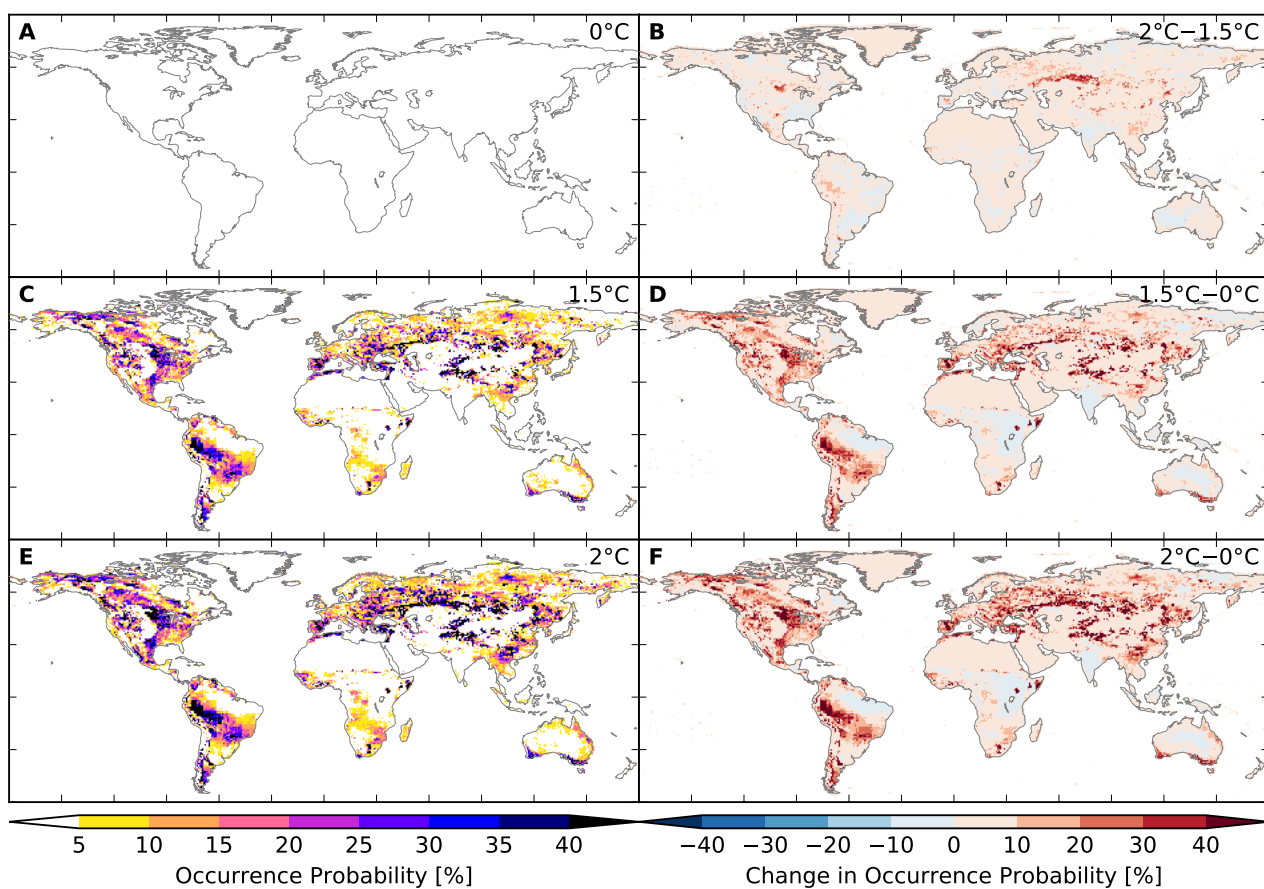 A 0°C
B 2°C−1.5°C
C 1.5°C
D 1.5°C−0°C
E 2°C
F 2°C−0°C
5 10 15 20 25 30 35 40
Occurrence Probability [%]
−40 −30 −20 −10 0 10 20 30 40
Change in Occurrence Probability [%]